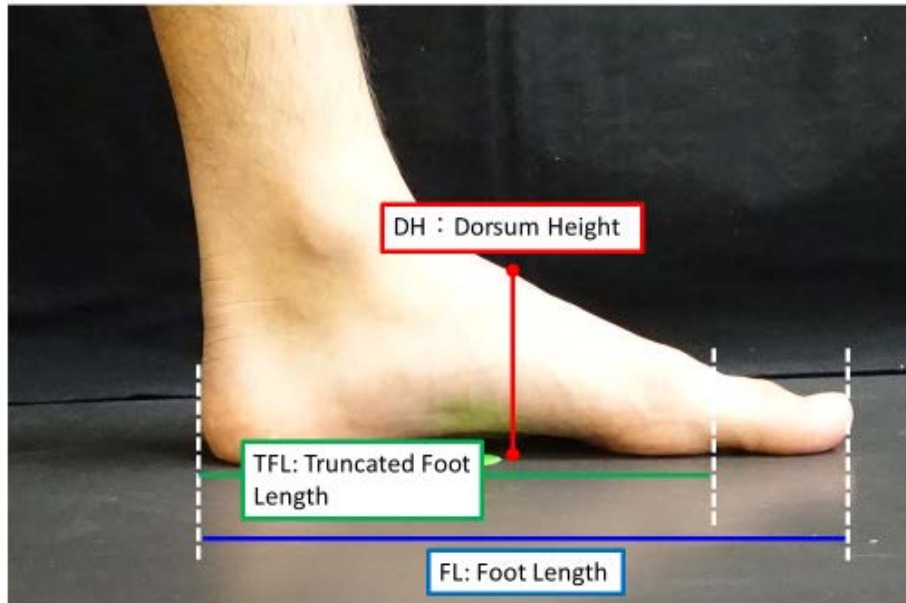 DH：Dorsum Height
TFL: Truncated Foot
Length
FL: Foot Length